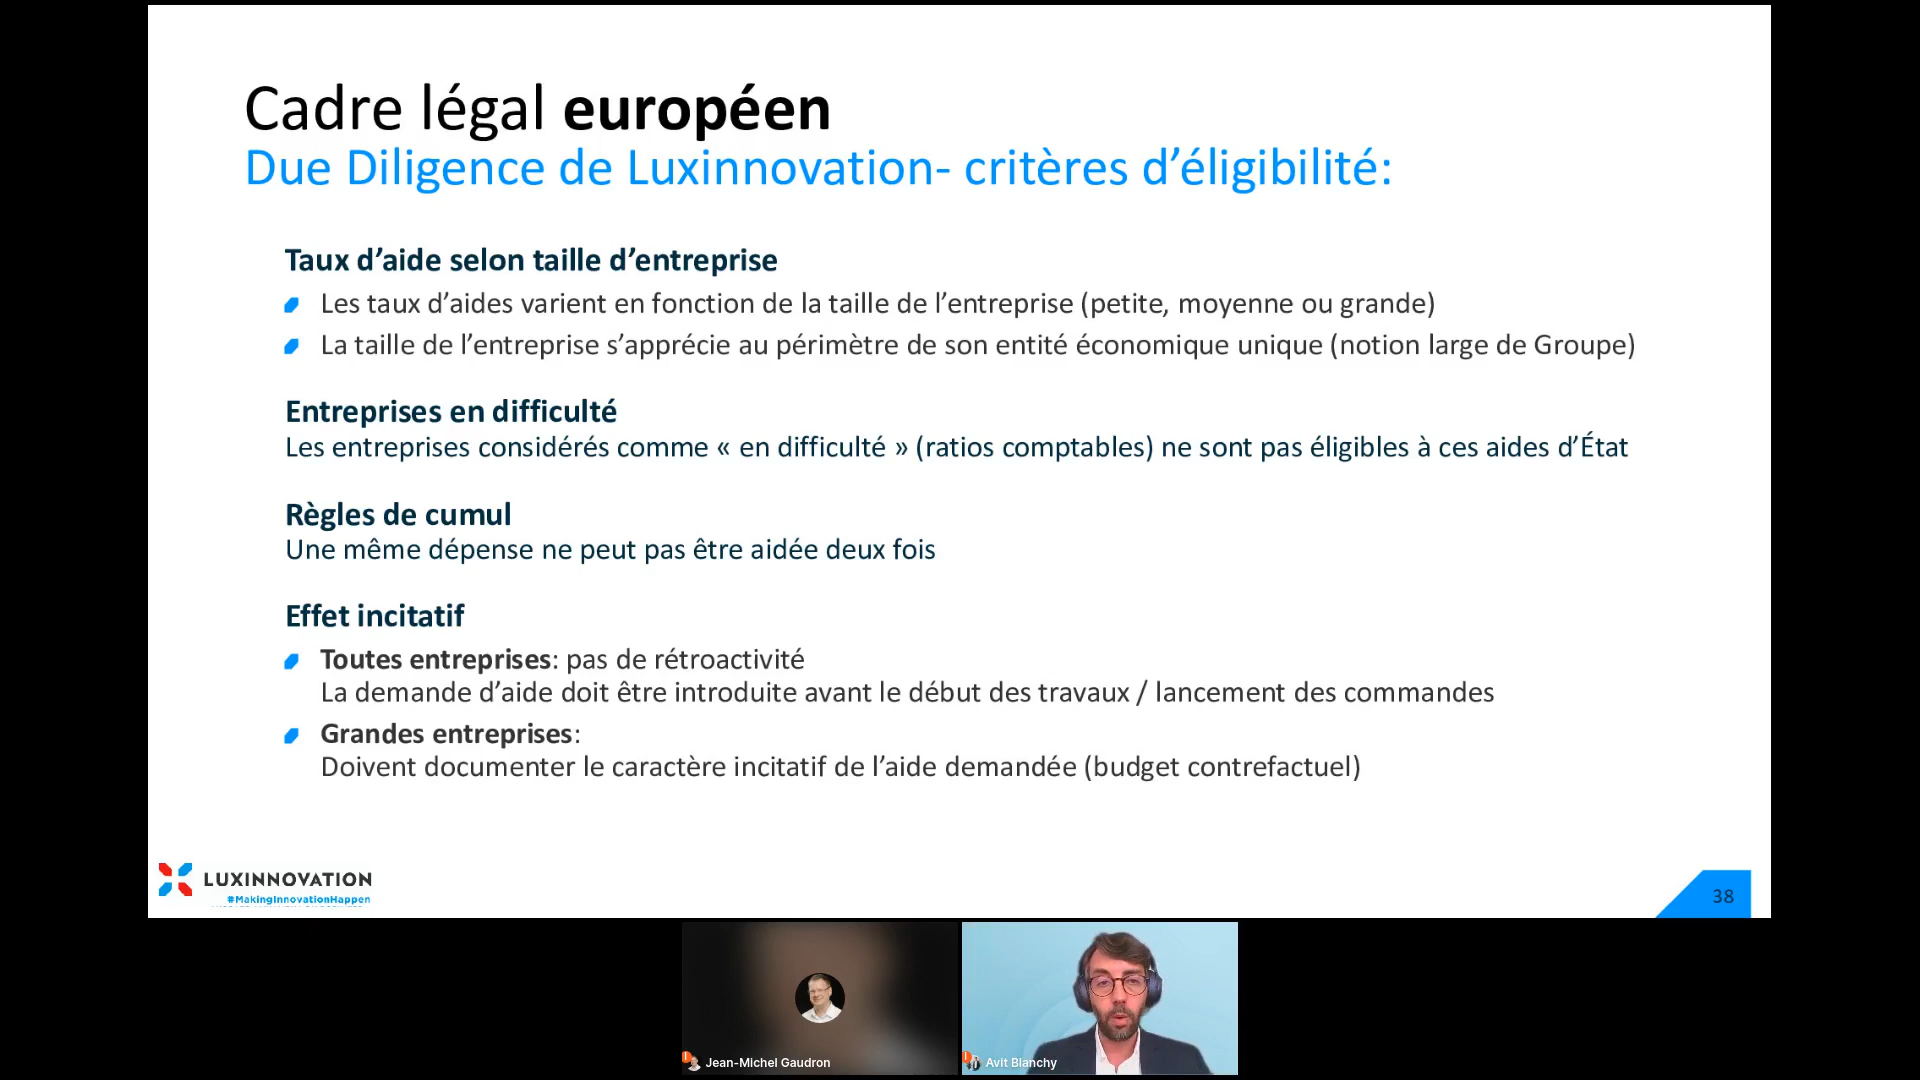 Cadre légal européen
Due Diligence de Luxinnovation- critères d’éligibilité:
Taux d’aide selon taille d’entreprise
Les taux d’aides varient en fonction de la taille de l’entreprise (petite, moyenne ou grande)
La taille de l’entreprise s’apprécie au périmètre de son entité économique unique (notion large de Groupe)
Entreprises en difficulté
Les entreprises considérés comme « en difficulté » (ratios comptables) ne sont pas éligibles à ces aides d’État
Règles de cumul
Une même dépense ne peut pas être aidée deux fois
Effet incitatif
Toutes entreprises: pas de rétroactivité
La demande d’aide doit être introduite avant le début des travaux / lancement des commandes
Grandes entreprises:
Doivent documenter le caractère incitatif de l’aide demandée (budget contrefactuel)
LUXINNOVATION
#MakingInnovationHappen
38
Jean-Michel Gaudron
Avit Blanchy